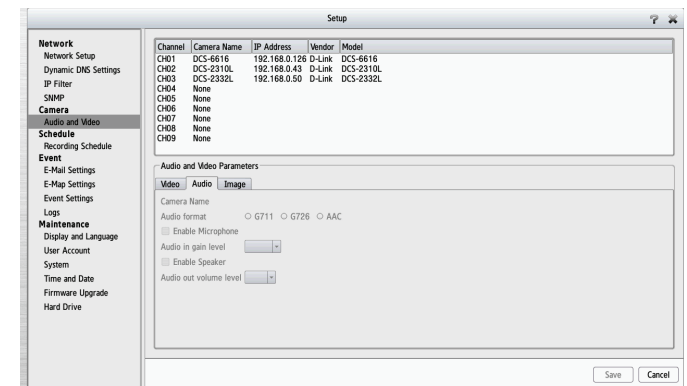 Setup
Network
Network Setup
Dynamic DNS Settings
IP Filter
SNMP
Camera
Audio and Video
Schedule
Recording Schedule
Event
E-Mail Settings
E-Map Settings
Event Settings
Logs
Maintenance
Display and Language
User Account
System
Time and Date
Firmware Upgrade
Hard Drive
Channel Camera Name IP Address Vendor Model
CH01 DCS-6616 192.168.0.126 D-Link DCS-6616
CH02 DCS-2310L 192.168.0.43 D-Link DCS-2310L
CH03 DCS-2332L 192.168.0.50 D-Link DCS-2332L
CH04 None
CH05 None
CH06 None
CH07 None
CH08 None
CH09 None
Audio and Video Parameters
Video Audio Image
Camera Name
Audio format G711 G726 AAC
Enable Microphone
Audio in gain level
Enable Speaker
Audio out volume level
Save Cancel